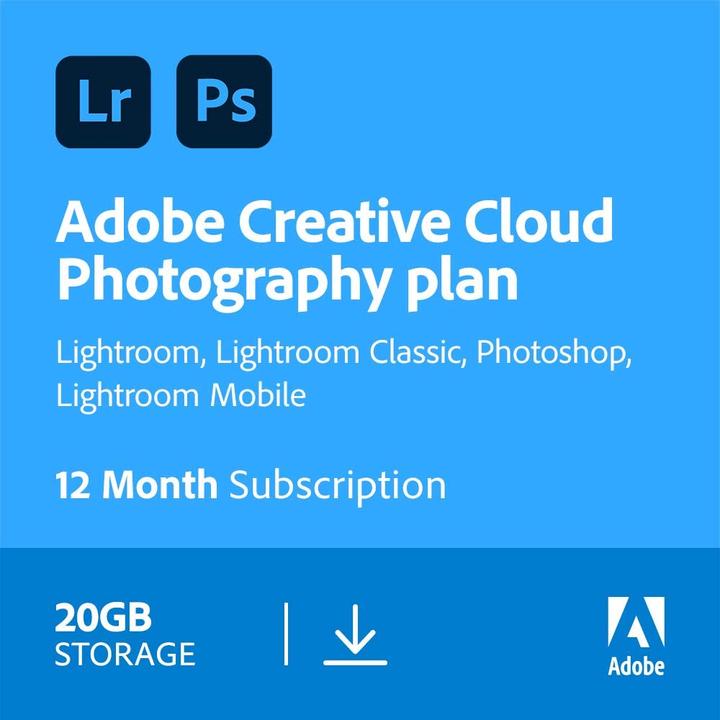 Lr Ps
Adobe Creative Cloud
Photography plan
Lightroom, Lightroom Classic, Photoshop,
Lightroom Mobile
12 Month Subscription
20GB
STORAGE
Adobe